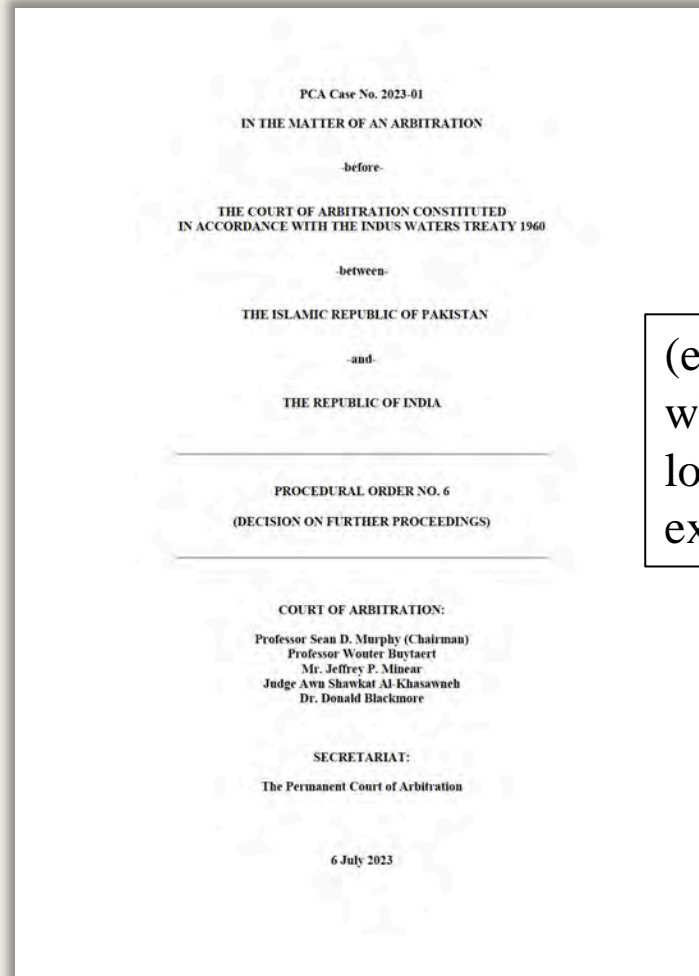 PCA Case No. 2023-01
IN THE MATTER OF AN ARBITRATION
-before-
THE COURT OF ARBITRATION CONSTITUTED
IN ACCORDANCE WITH THE INDUS WATERS TREATY 1960
-between-
THE ISLAMIC REPUBLIC OF PAKISTAN
-and-
THE REPUBLIC OF INDIA
PROCEDURAL ORDER NO. 6
(DECISION ON FURTHER PROCEEDINGS)
COURT OF ARBITRATION:
Professor Sean D. Murphy (Chairman)
Professor Wouter Buytaert
Mr. Jeffrey P. Minear
Judge Awn Shawkat Al-Khasawneh
Dr. Donald Blackmore
SECRETARIAT:
The Permanent Court of Arbitration
6 July 2023